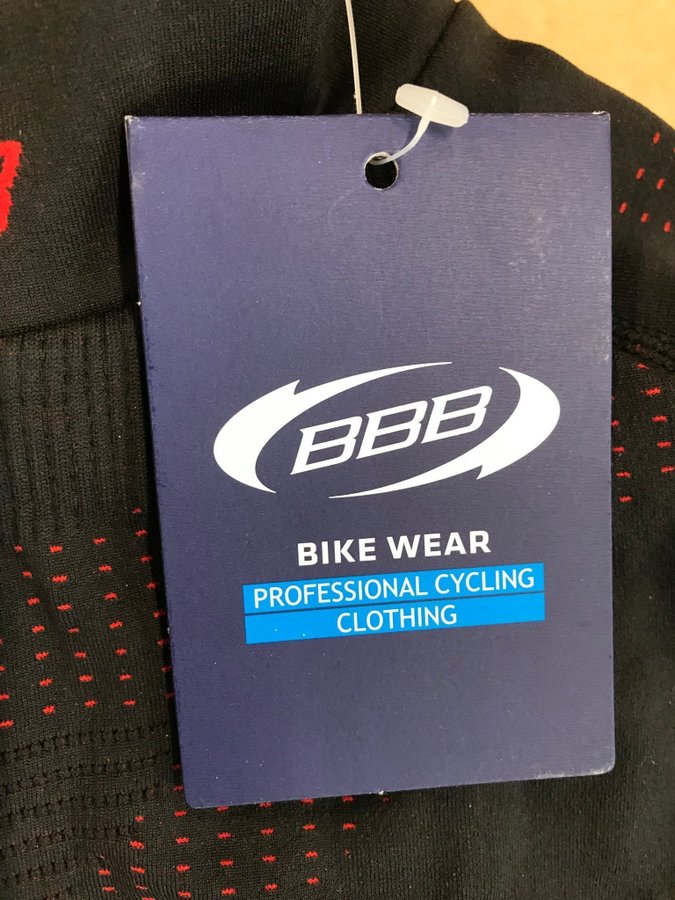 BBB
BIKE WEAR
PROFESSIONAL CYCLING
CLOTHING